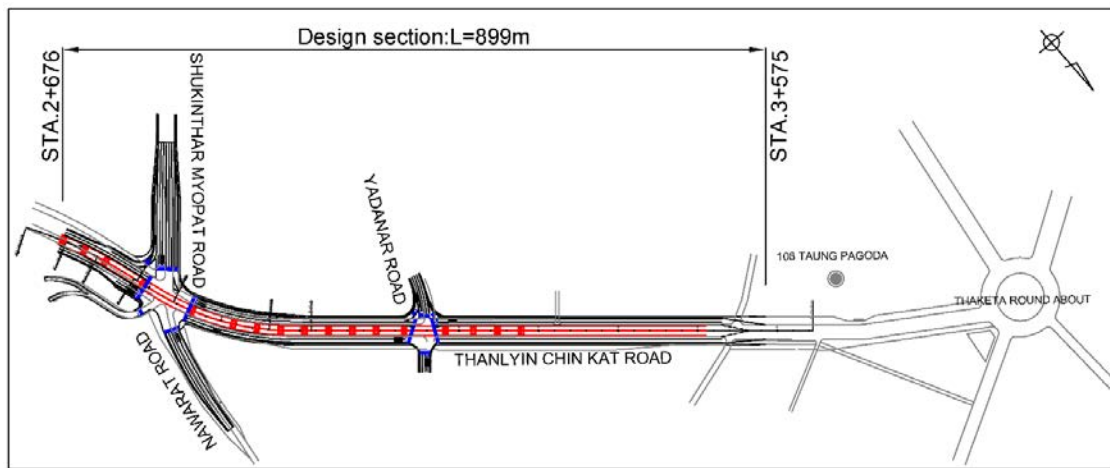 Design section:L=899m
STA.2+676
SHUKINTHAR MYOPAT ROAD
STA.3+575
YADANAR ROAD
108 TAUNG PAGODA
THAKETA ROUND ABOUT
THANLYIN CHIN KAT ROAD
NAWARAT ROAD